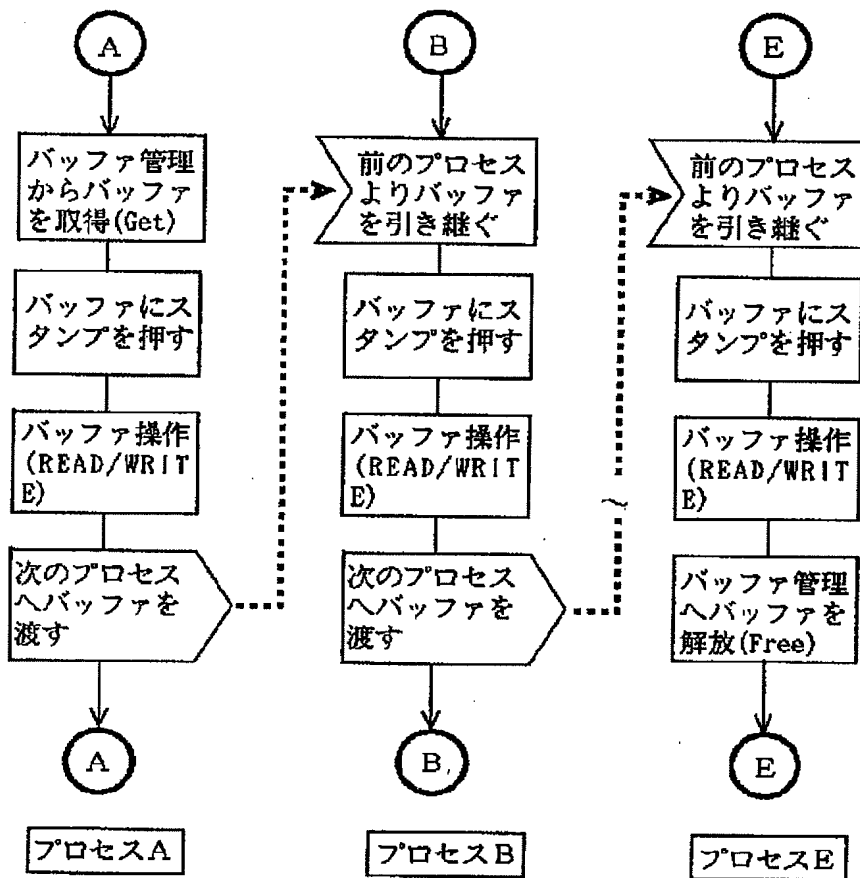 A
バッファ管理
からバッファ
を取得(Get)
バッファにス
タンプを押す
バッファ操作
(READ/WRIT
E)
次のプロセス
へバッファを
渡す
A
プロセスA
B
前のプロセス
よりバッファ
を引き継ぐ
バッファにス
タンプを押す
バッファ操作
(READ/WRIT
E)
次のプロセス
へバッファを
渡す
B
プロセスB
E
前のプロセス
よりバッファ
を引き継ぐ
バッファにス
タンプを押す
バッファ操作
(READ/WRIT
E)
バッファ管理
へバッファを
解放(Free)
E
プロセスE